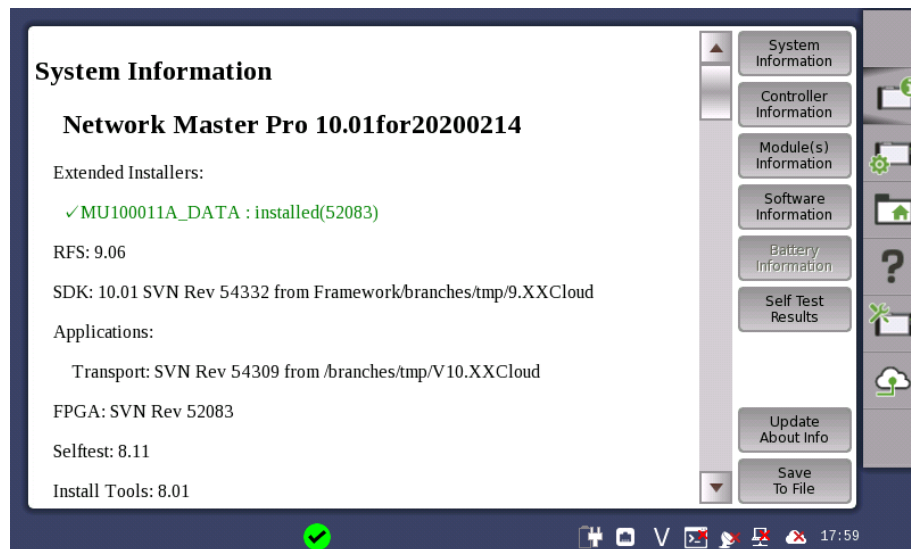 System Information
Network Master Pro 10.01for20200214
Extended Installers:
✓MU100011A_DATA : installed(52083)
RFS: 9.06
SDK: 10.01 SVN Rev 54332 from Framework/branches/tmp/9.XXCloud
Applications:
Transport: SVN Rev 54309 from /branches/tmp/V10.XXCloud
FPGA: SVN Rev 52083
Selftest: 8.11
Install Tools: 8.01
System
Information
Controller
Information
Module(s)
Information
Software
Information
Battery
Information
Self Test
Results
Update
About Info
Save
To File
?
V
17:59